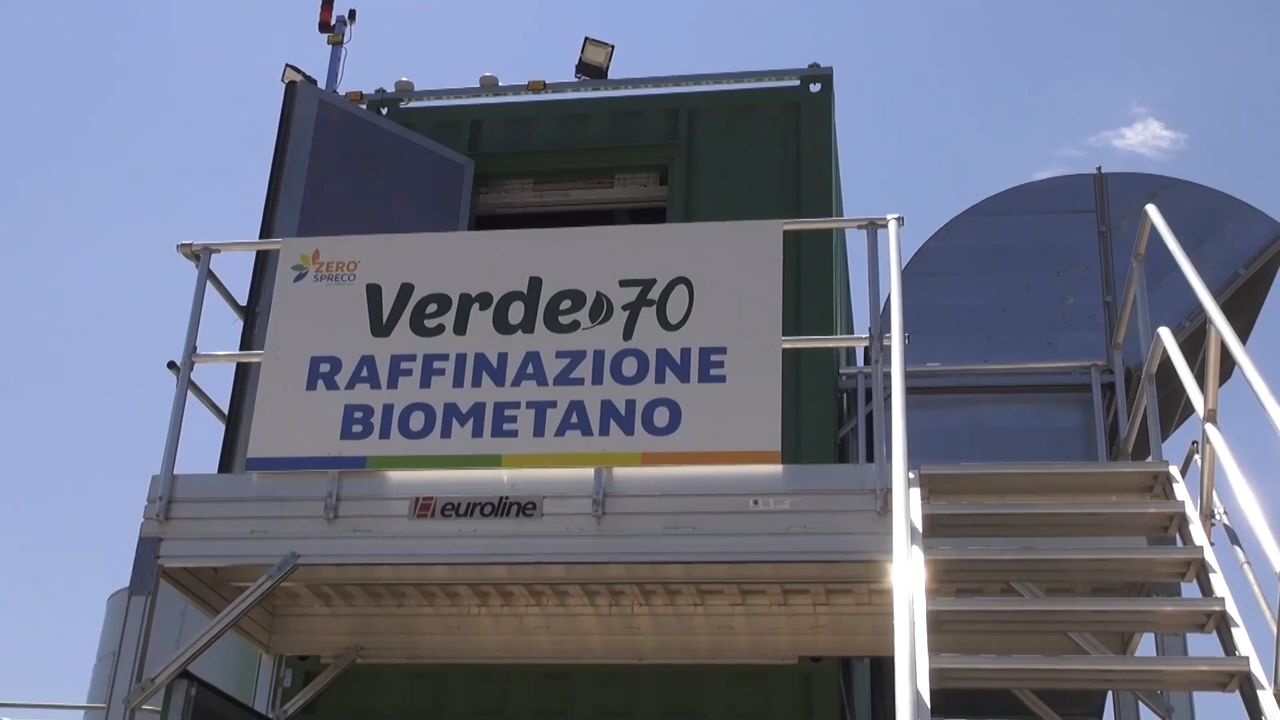 ZERO
SPRECO
Verde 70
RAFFINAZIONE
BIOMETANO
euroline